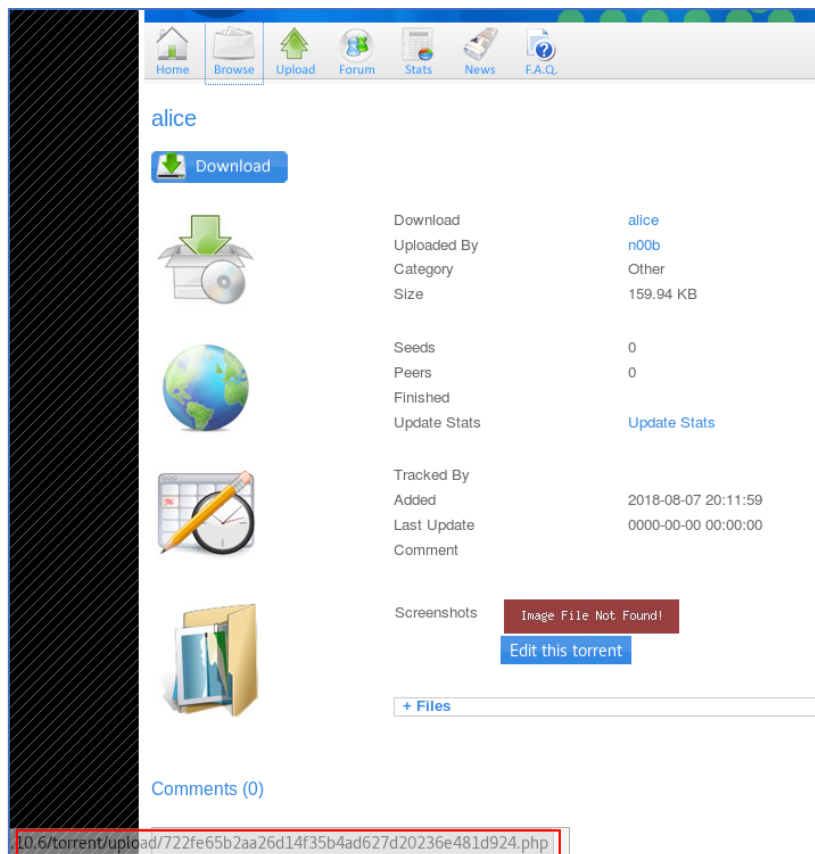 Home Browse Upload Forum Stats News F.A.Q.
alice
Download
Download alice
Uploaded By n00b
Category Other
Size 159.94 KB
Seeds 0
Peers 0
Finished
Update Stats Update Stats
Tracked By
Added 2018-08-07 20:11:59
Last Update 0000-00-00 00:00:00
Comment
Screenshots Image File Not Found!
Edit this torrent
+ Files
Comments (0)
.10.6/torrent/upload/722fe65b2aa26d14f35b4ad627d20236e481d924.php